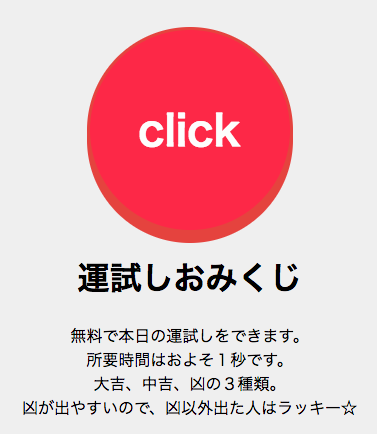 click
運試しおみくじ
無料で本日の運試しをできます。
所要時間はおよそ１秒です。
大吉、中吉、凶の３種類。
凶が出やすいので、凶以外出た人はラッキー☆